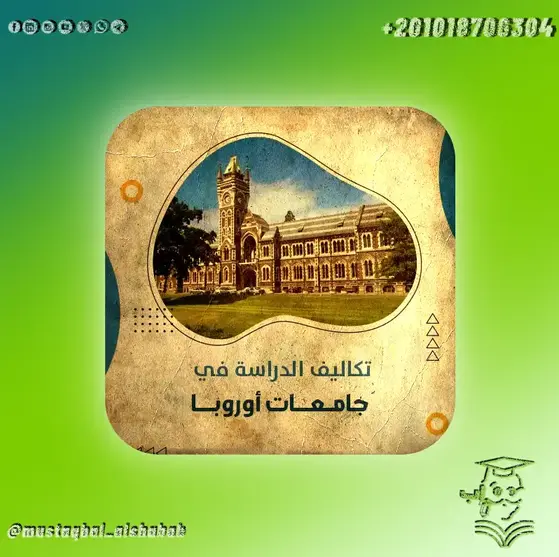 +201018706304
تكاليف الدراسة في
جامعات أوروبا
@mustaqbal_alshabab